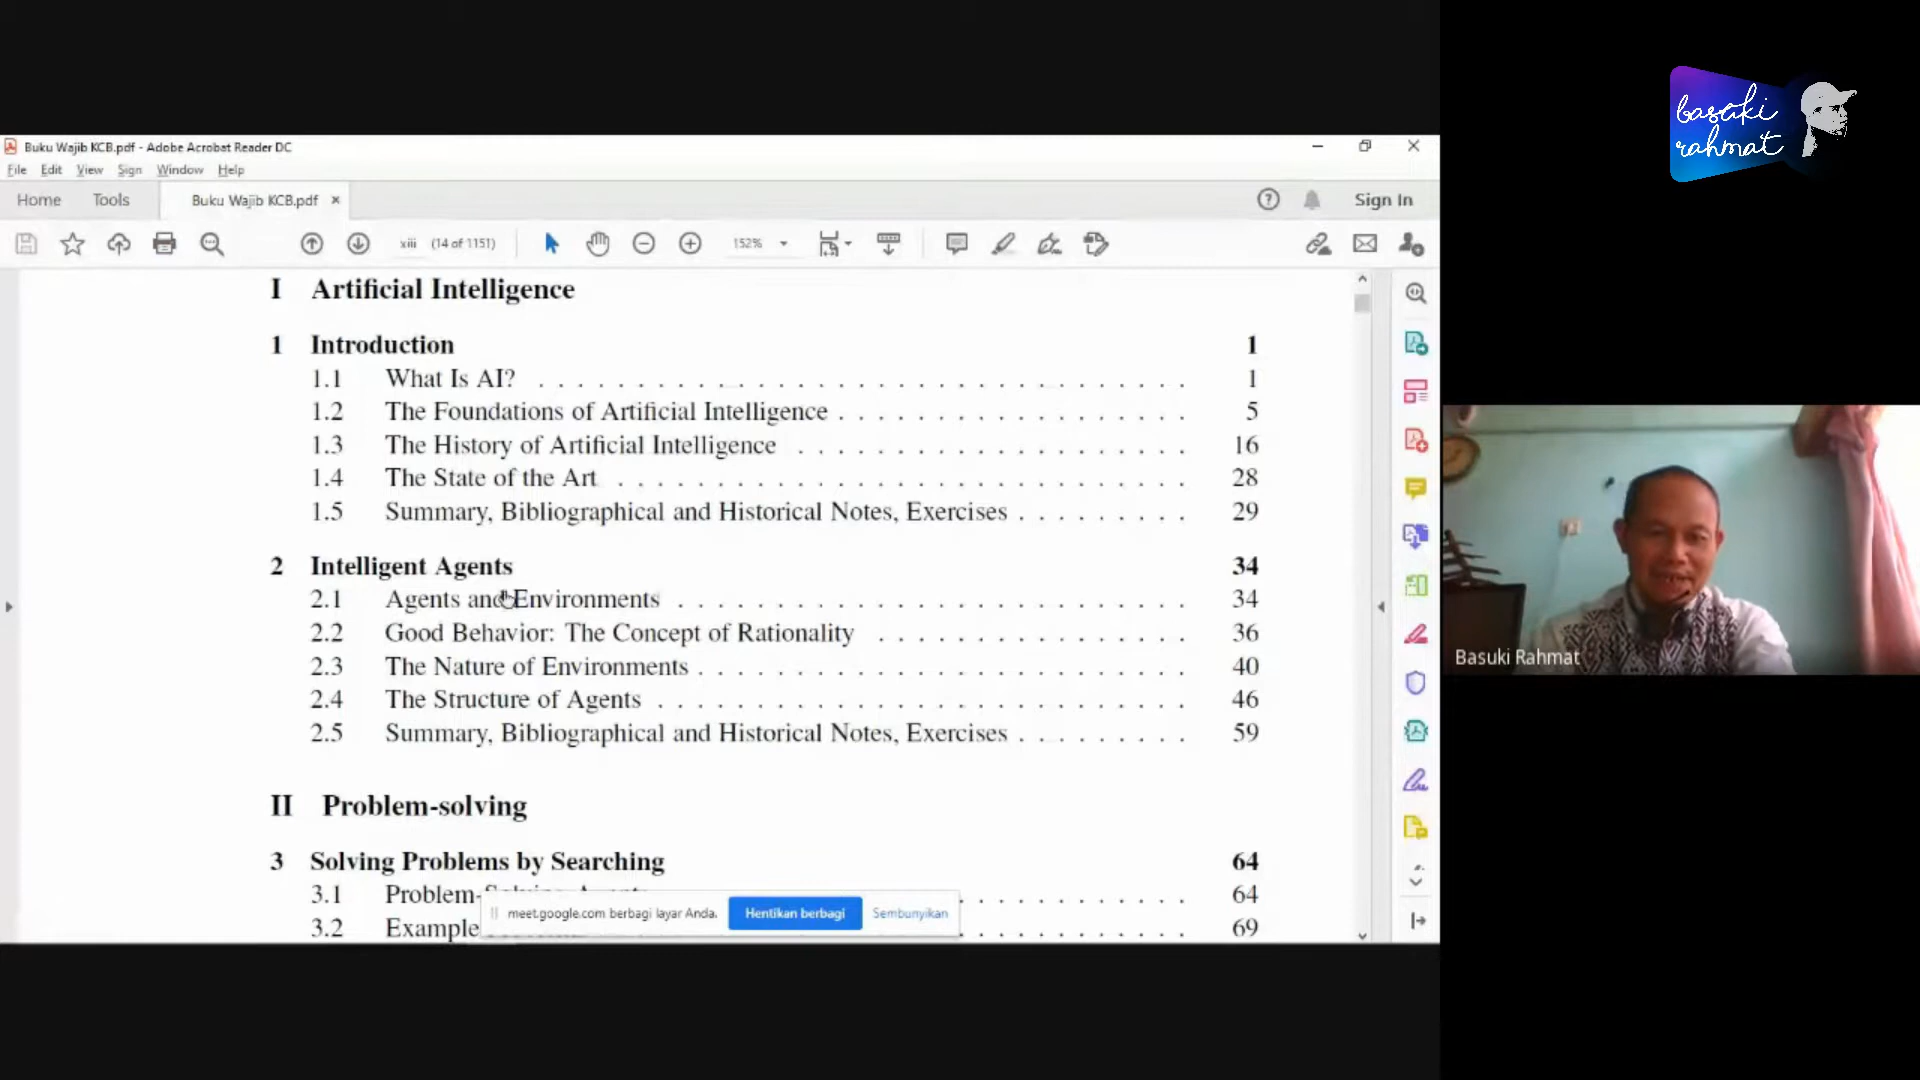 basuki
rahmat
Buku Wajib KCB.pdf - Adobe Acrobat Reader DC
File Edit View Sign Window Help
Home Tools Buku Wajib KCB.pdf × Sign In
xiii (14 of 1151) 152%
I Artificial Intelligence
1 Introduction 1
1.1 What Is AI? . . . . . . . . . . . . . . . . . . . . . . . . . . . . . 1
1.2 The Foundations of Artificial Intelligence . . . . . . . . . . . . . . . . 5
1.3 The History of Artificial Intelligence . . . . . . . . . . . . . . . . . . 16
1.4 The State of the Art . . . . . . . . . . . . . . . . . . . . . . . . . . 28
1.5 Summary, Bibliographical and Historical Notes, Exercises . . . . . . . . . 29
2 Intelligent Agents 34
2.1 Agents and Environments . . . . . . . . . . . . . . . . . . . . . . . 34
2.2 Good Behavior: The Concept of Rationality . . . . . . . . . . . . . . . 36
2.3 The Nature of Environments . . . . . . . . . . . . . . . . . . . . . . 40
2.4 The Structure of Agents . . . . . . . . . . . . . . . . . . . . . . . . 46
2.5 Summary, Bibliographical and Historical Notes, Exercises . . . . . . . . . 59
II Problem-solving
3 Solving Problems by Searching 64
3.1 Problem- . . . . . . . . . . 64
3.2 Example . . . . . . . . . . 69
meet.google.com berbagi layar Anda. Hentikan berbagi Sembunyikan
Basuki Rahmat